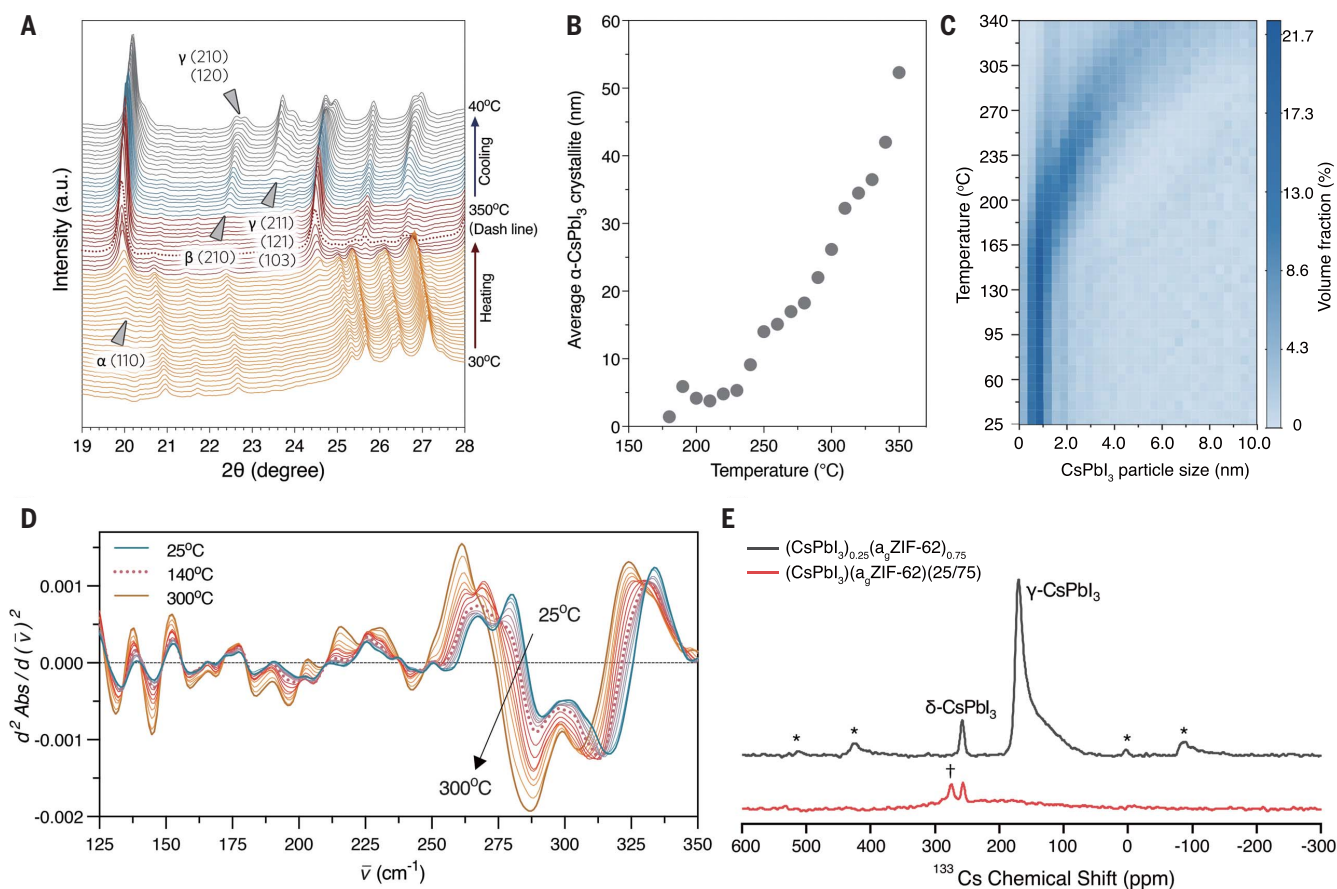 A
γ (210)
(120)
α (110)
β (210)
γ (211)
(121)
(103)
40°C
Cooling
350°C
(Dash line)
Heating
30°C
Intensity (a.u.)
19 20 21 22 23 24 25 26 27 28
2θ (degree)
B
Average α-CsPbI₃ crystallite (nm)
60
50
40
30
20
10
0
150 200 250 300 350
Temperature (°C)
C
Temperature (°C)
340
305
270
235
200
165
130
95
60
25
0 2.0 4.0 6.0 8.0 10.0
CsPbI₃ particle size (nm)
21.7
17.3
13.0
8.6
4.3
0
Volume fraction (%)
D
25°C
140°C
300°C
25°C
300°C
d² Abs / d (ν̄)²
0.001
0.000
-0.001
-0.002
125 150 175 200 225 250 275 300 325 350
ν̄ (cm⁻¹)
E
(CsPbI₃)₀.₂₅(a𝗀ZIF-62)₀.₇₅
(CsPbI₃)(a𝗀ZIF-62)(25/75)
γ-CsPbI₃
δ-CsPbI₃
* * * *
†
600 500 400 300 200 100 0 -100 -200 -300
¹³³Cs Chemical Shift (ppm)